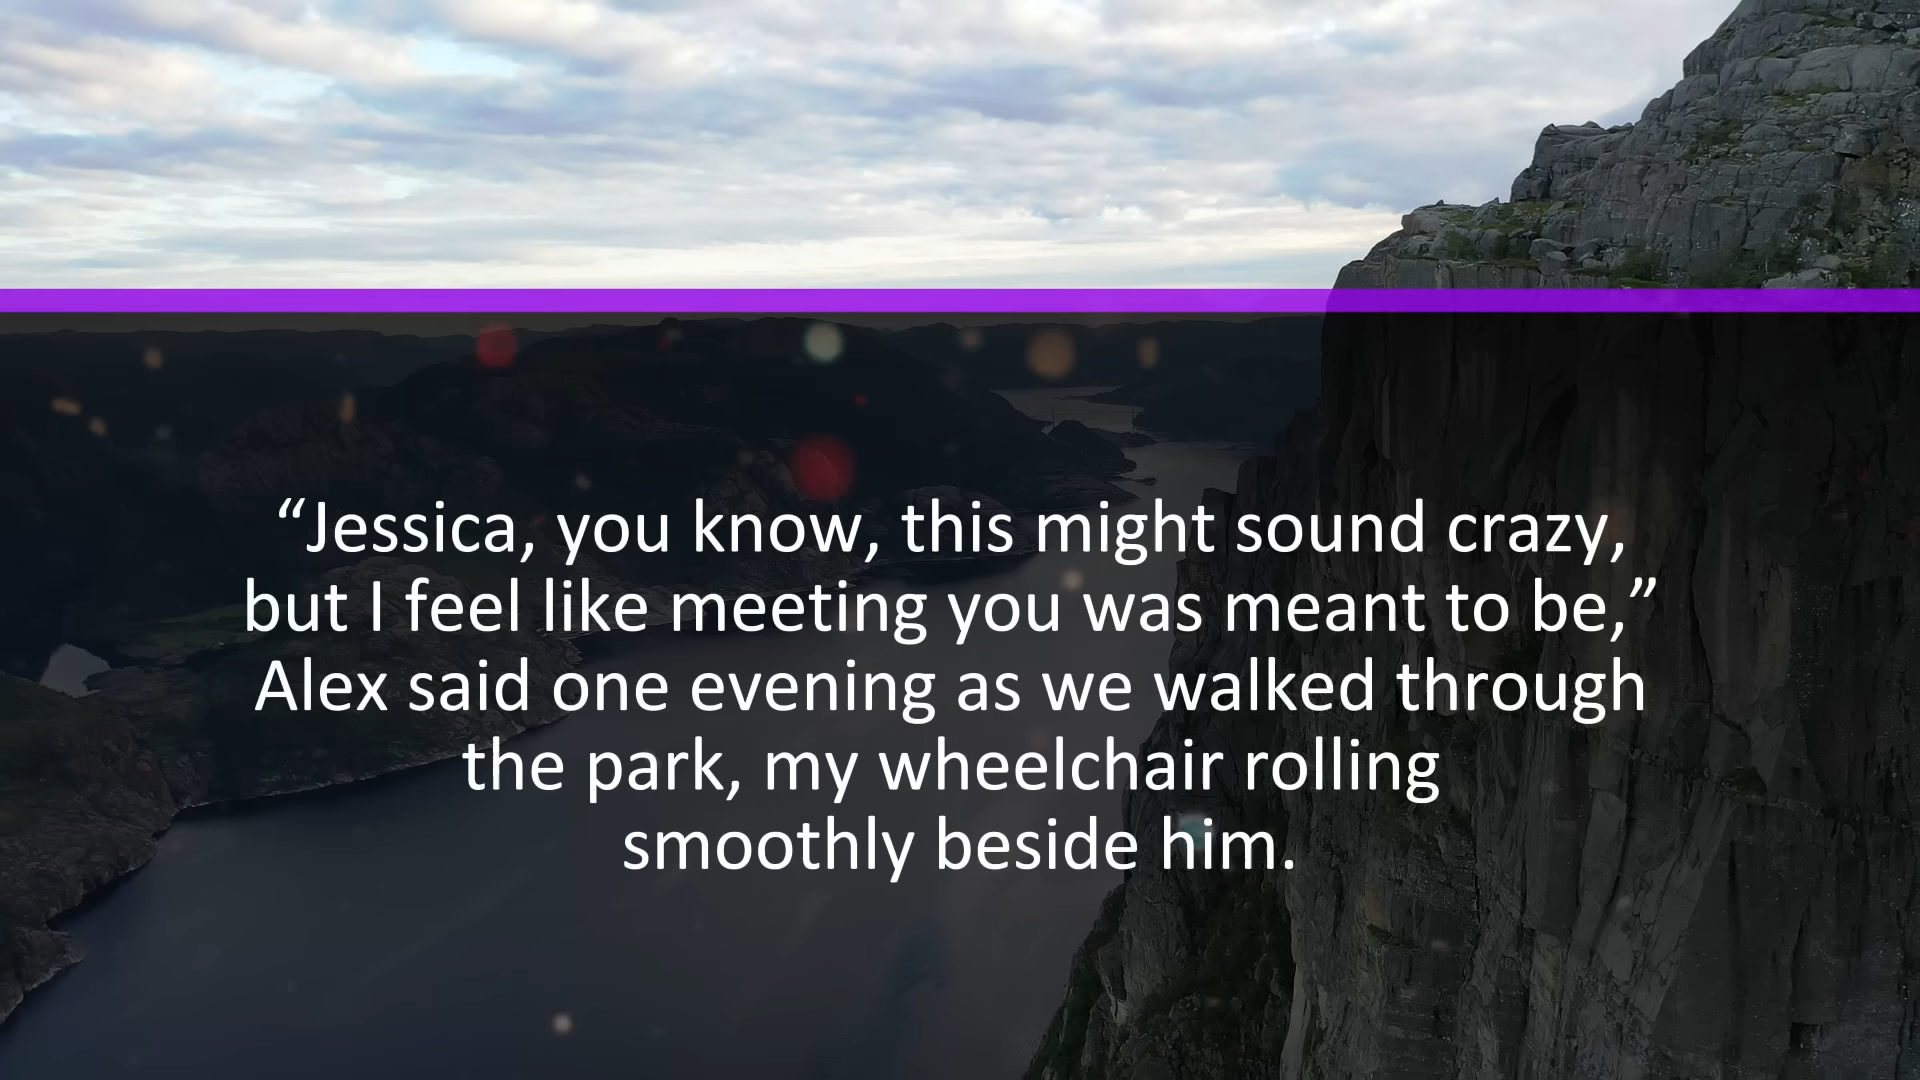 “Jessica, you know, this might sound crazy,
but I feel like meeting you was meant to be,”
Alex said one evening as we walked through
the park, my wheelchair rolling
smoothly beside him.